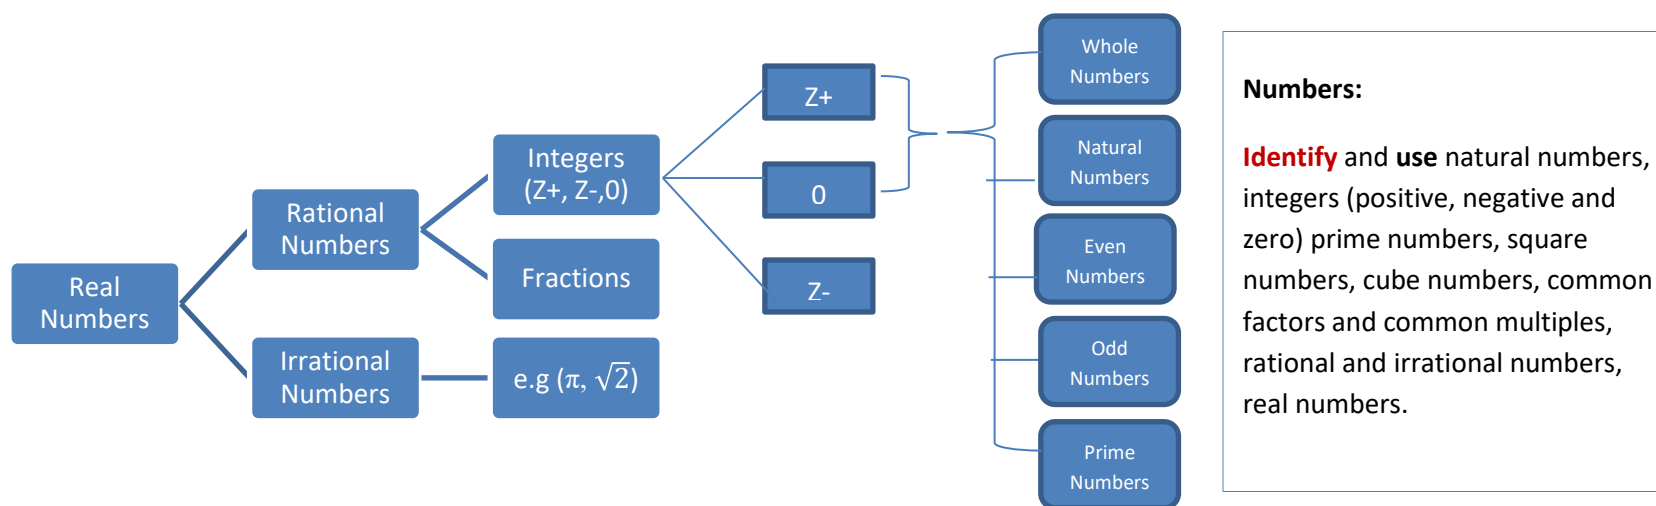 Real
Numbers
Rational
Numbers
Irrational
Numbers
Integers
(Z+, Z-,0)
Fractions
e.g (π, √2)
Z+
0
Z-
Whole
Numbers
Natural
Numbers
Even
Numbers
Odd
Numbers
Prime
Numbers
Numbers:
Identify and use natural numbers,
integers (positive, negative and
zero) prime numbers, square
numbers, cube numbers, common
factors and common multiples,
rational and irrational numbers,
real numbers.